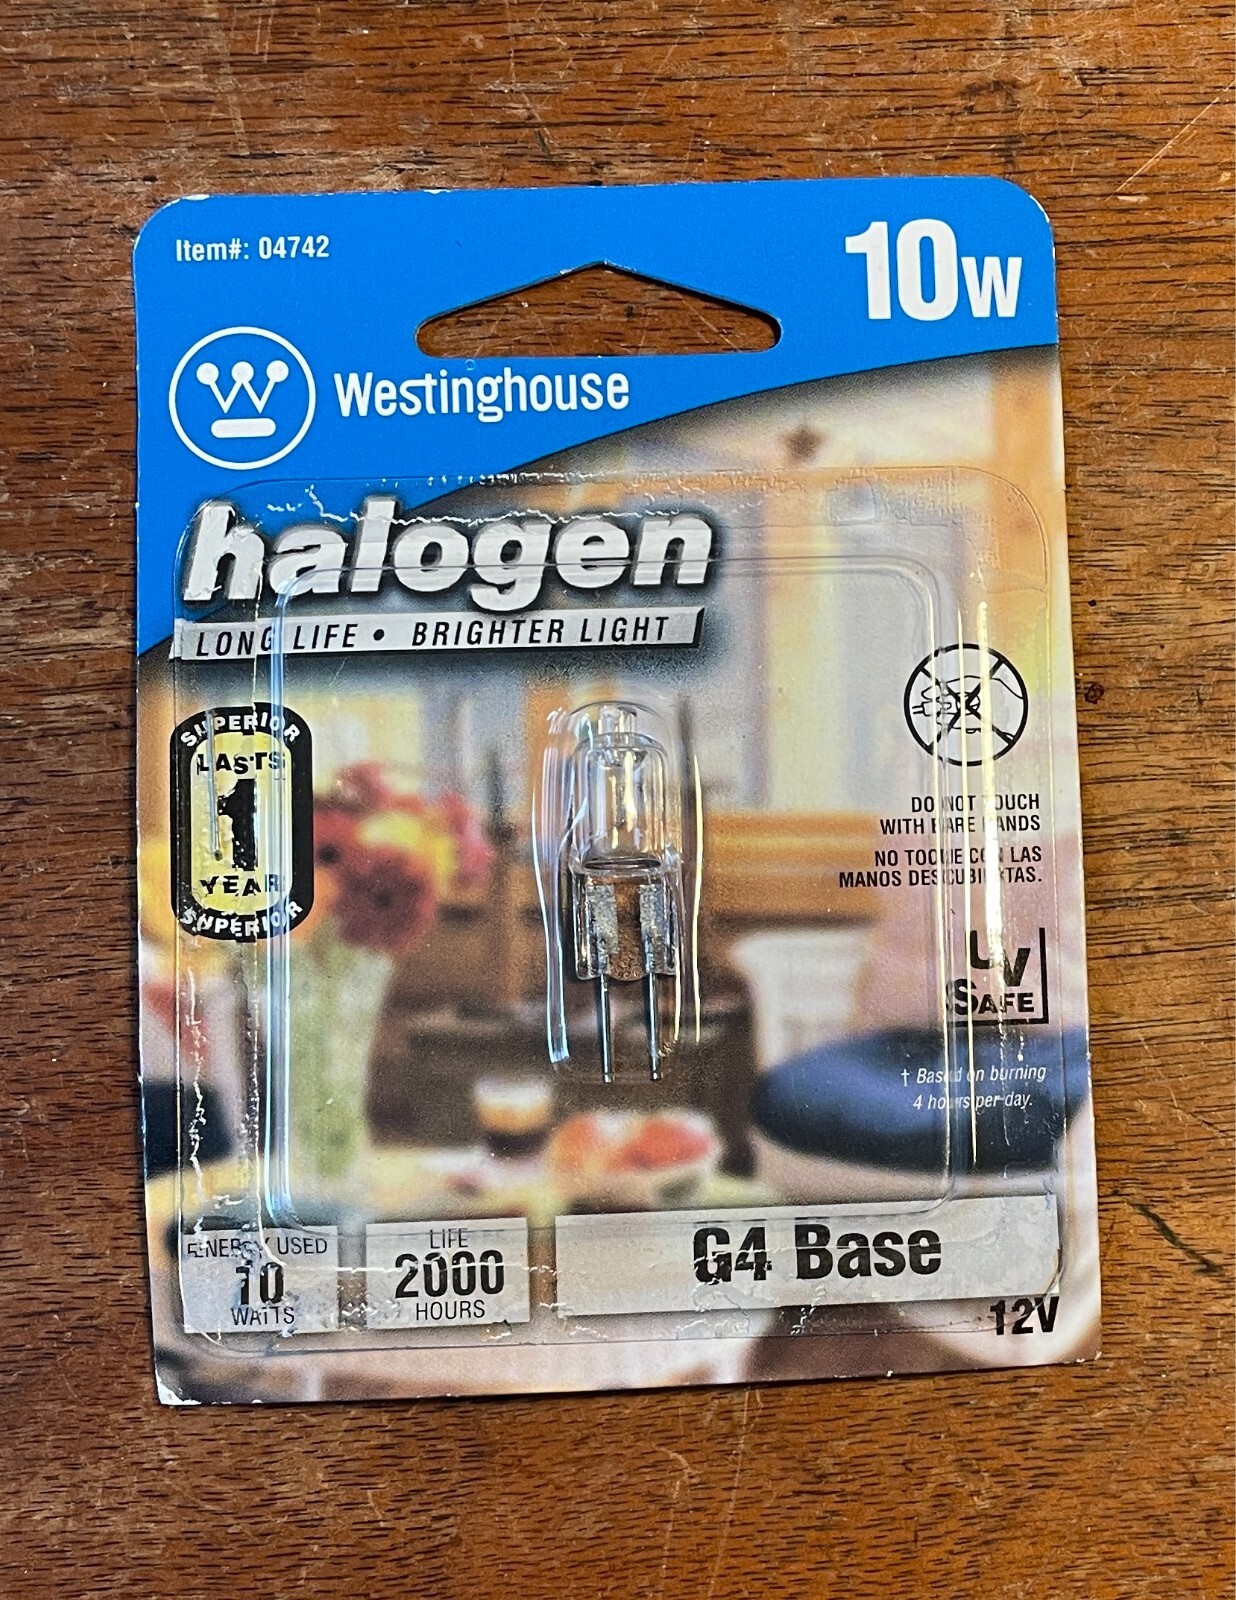 Item#: 04742
10W
W
Westinghouse
halogen
LONG LIFE • BRIGHTER LIGHT
SUPERIOR
LASTS
1
YEAR
SUPERIOR
DO NOT TOUCH
WITH BARE HANDS
NO TOQUE CON LAS
MANOS DESCUBIERTAS.
UV
SAFE
† Based on burning
4 hours per day.
ENERGY USED
10
WATTS
LIFE
2000
HOURS
G4 Base
12V